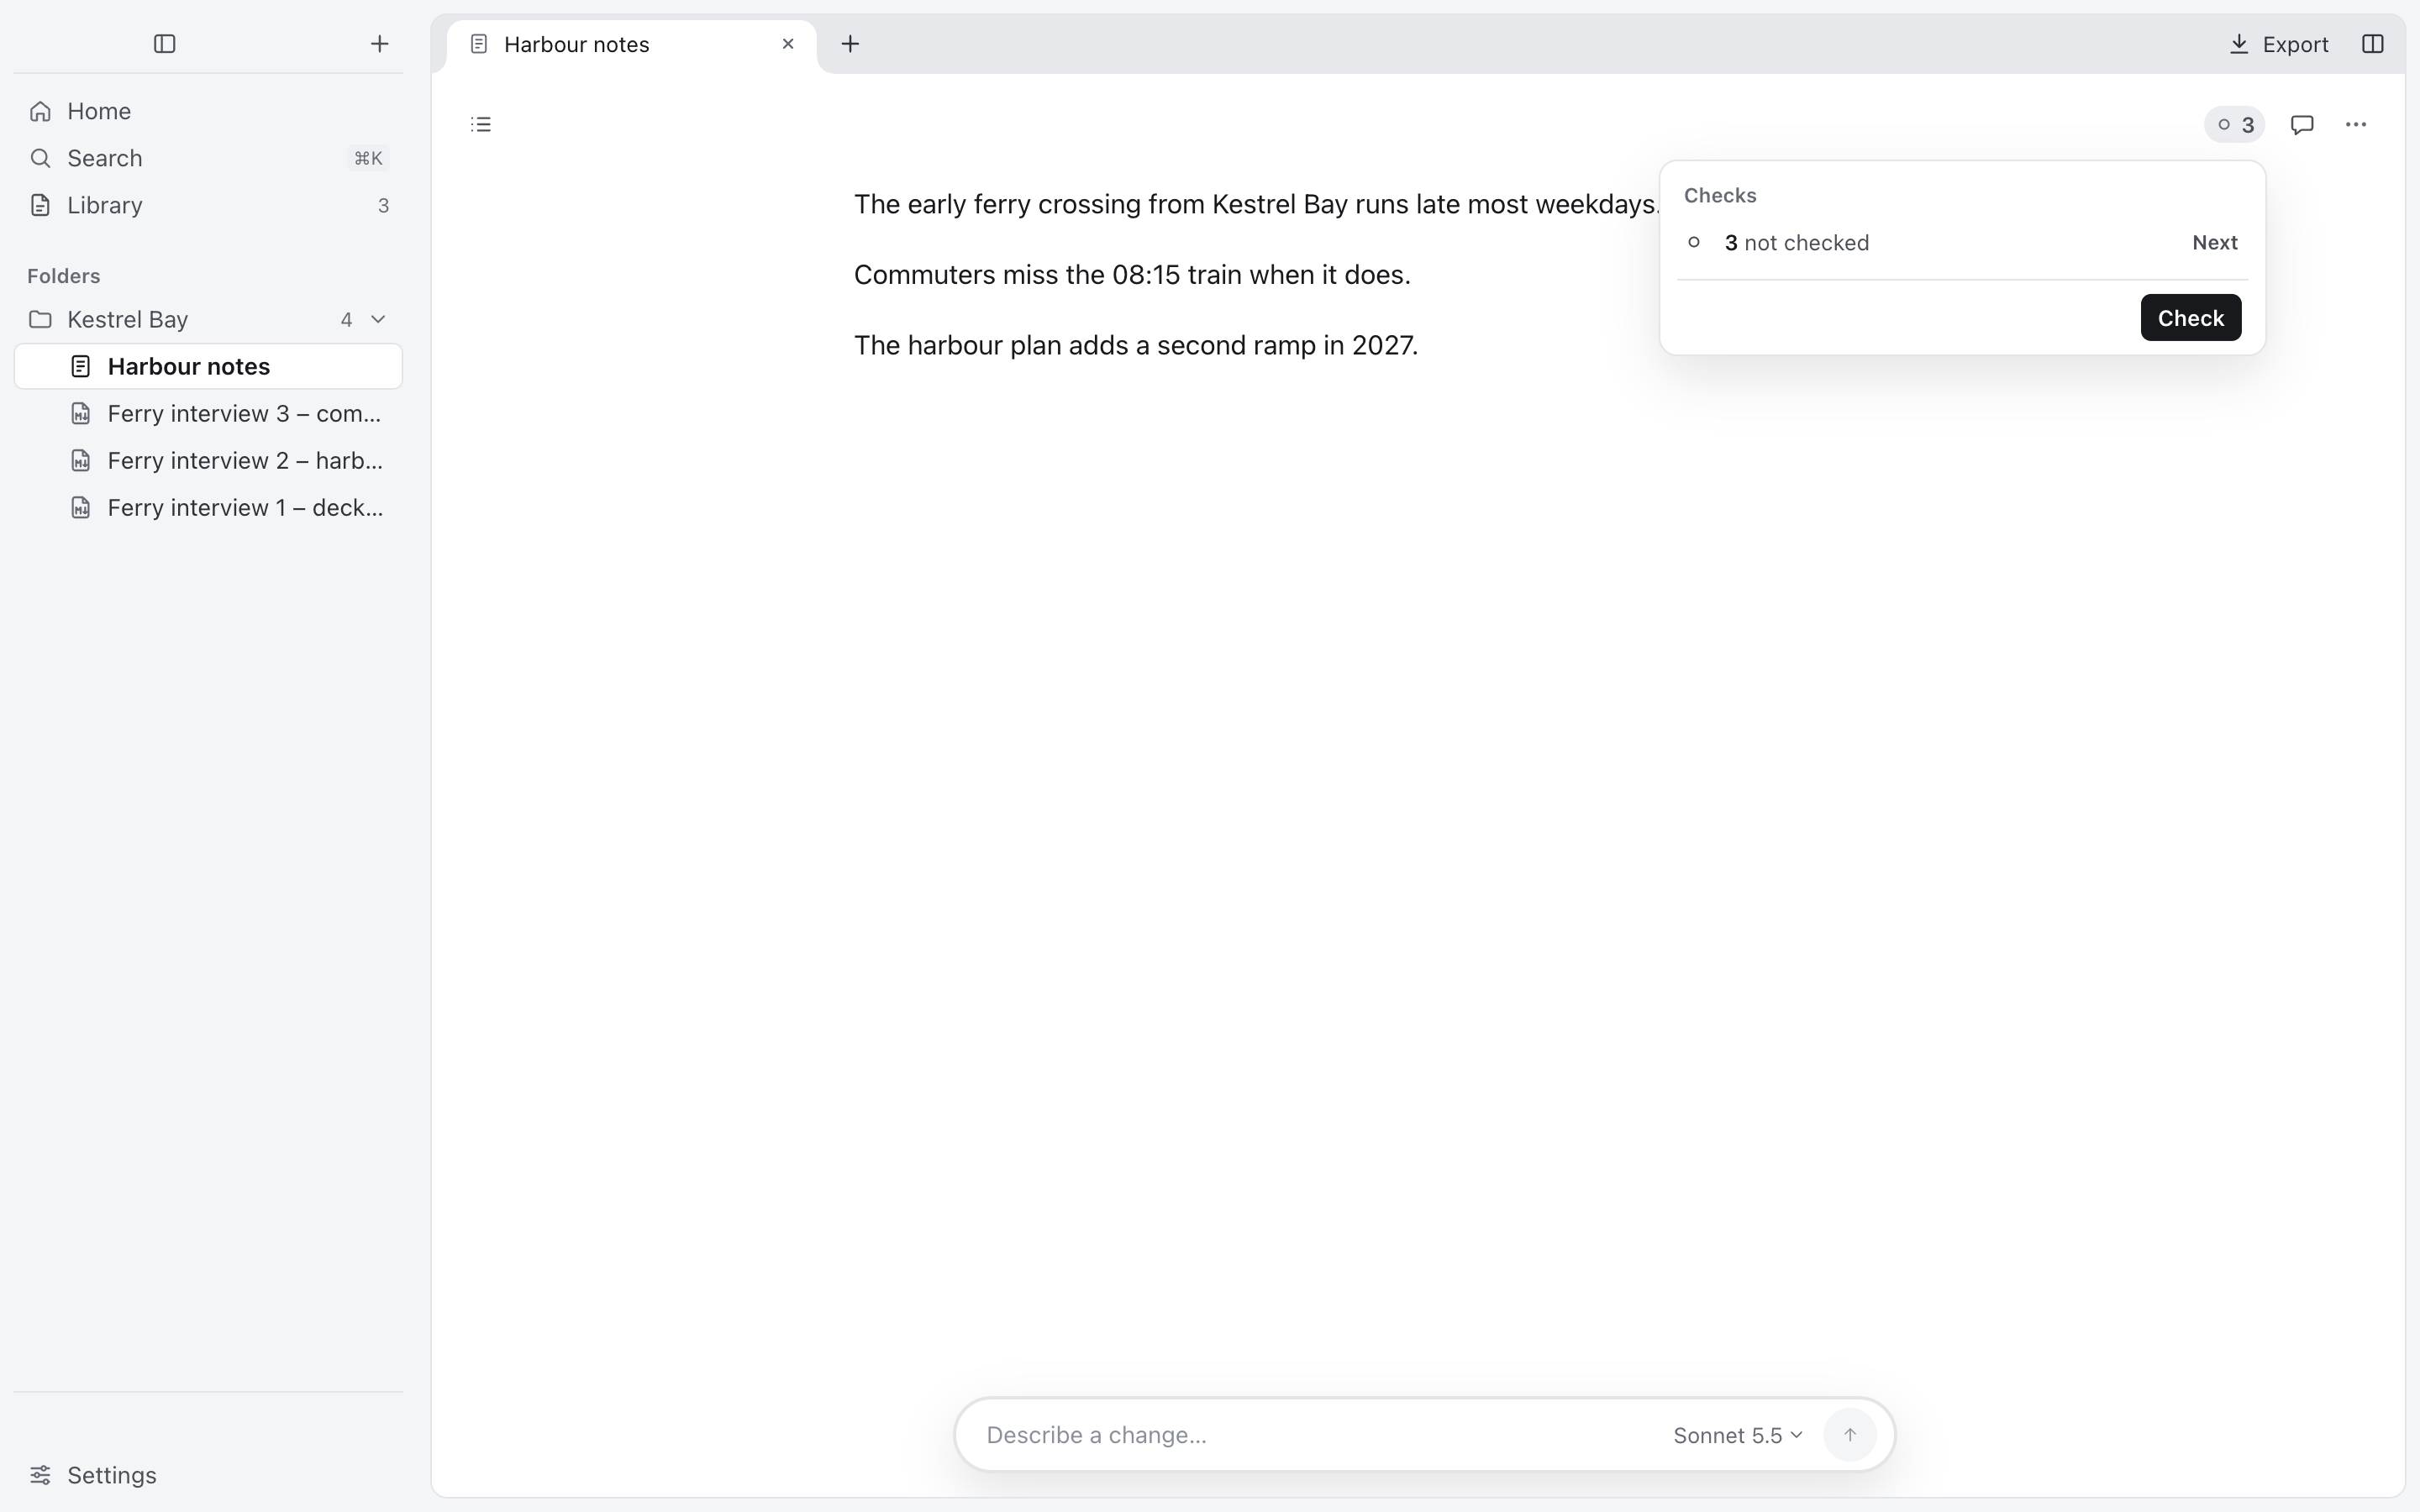 Harbour notes
Export
Home
Search ⌘K
Library 3
Folders
Kestrel Bay 4
Harbour notes
Ferry interview 3 – com...
Ferry interview 2 – harb...
Ferry interview 1 – deck...
Settings
3
The early ferry crossing from Kestrel Bay runs late most weekdays.
Commuters miss the 08:15 train when it does.
The harbour plan adds a second ramp in 2027.
Checks
3 not checked Next
Check
Describe a change... Sonnet 5.5